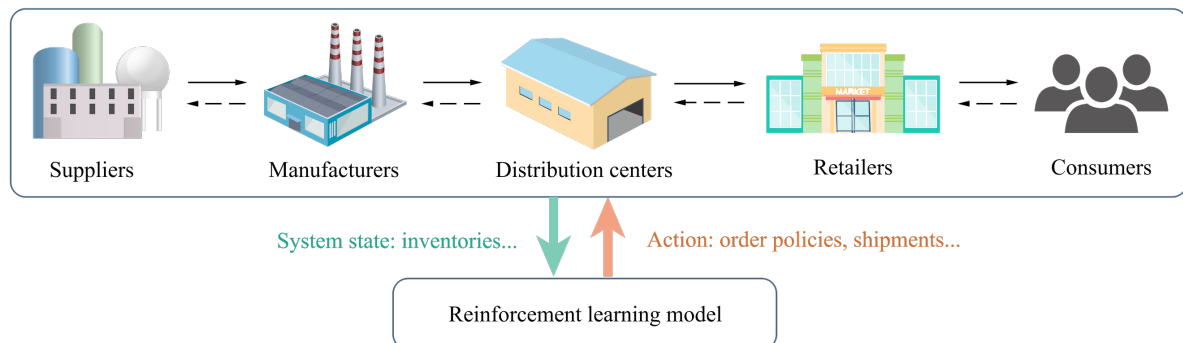 MARKET
Suppliers
Manufacturers
Distribution centers
Retailers
Consumers
System state: inventories...
Action: order policies, shipments...
Reinforcement learning model